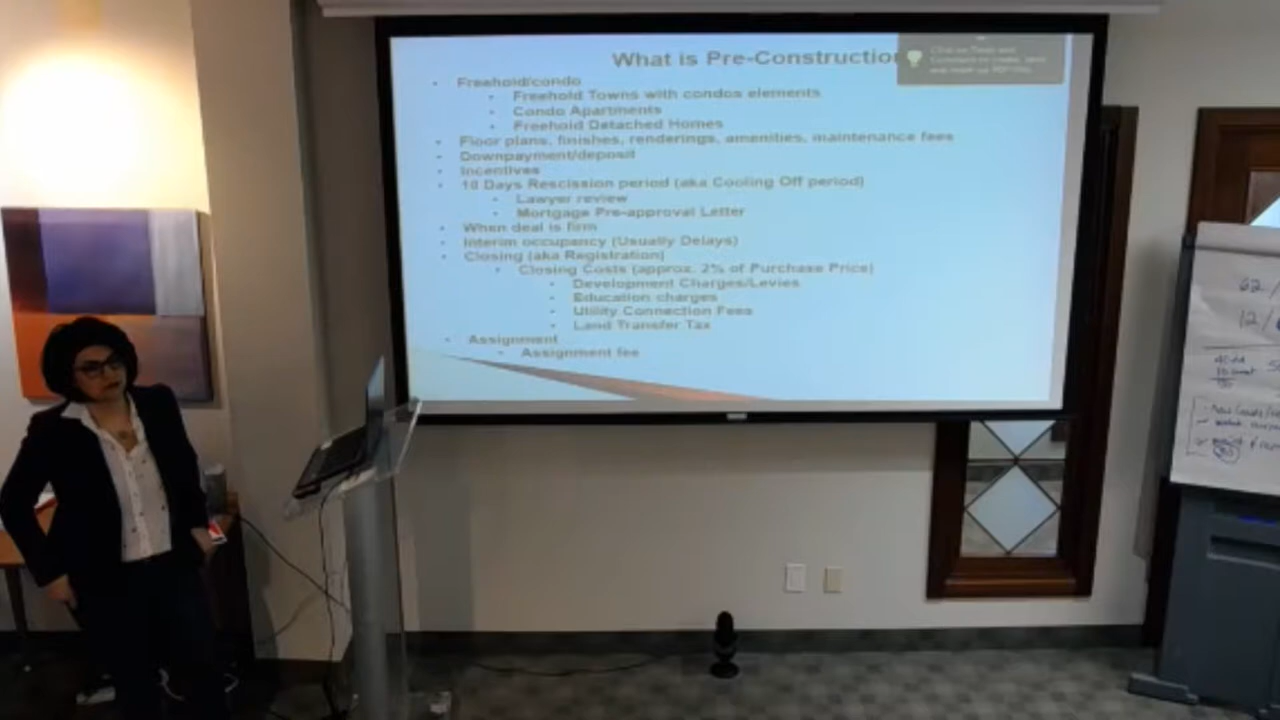 What is Pre-Construction
• Freehold/condo
• Freehold Towns with condos elements
• Condo Apartments
• Freehold Detached Homes
• Floor plans, finishes, renderings, amenities, maintenance fees
• Downpayment/deposit
• Incentives
• 10 Days Rescission period (aka Cooling Off period)
• Lawyer review
• Mortgage Pre-approval Letter
• When deal is firm
• Interim occupancy (Usually Delays)
• Closing (aka Registration)
• Closing Costs (approx. 2% of Purchase Price)
• Development Charges/Levies
• Education charges
• Utility Connection Fees
• Land Transfer Tax
• Assignment
• Assignment fee
62 /
12 /